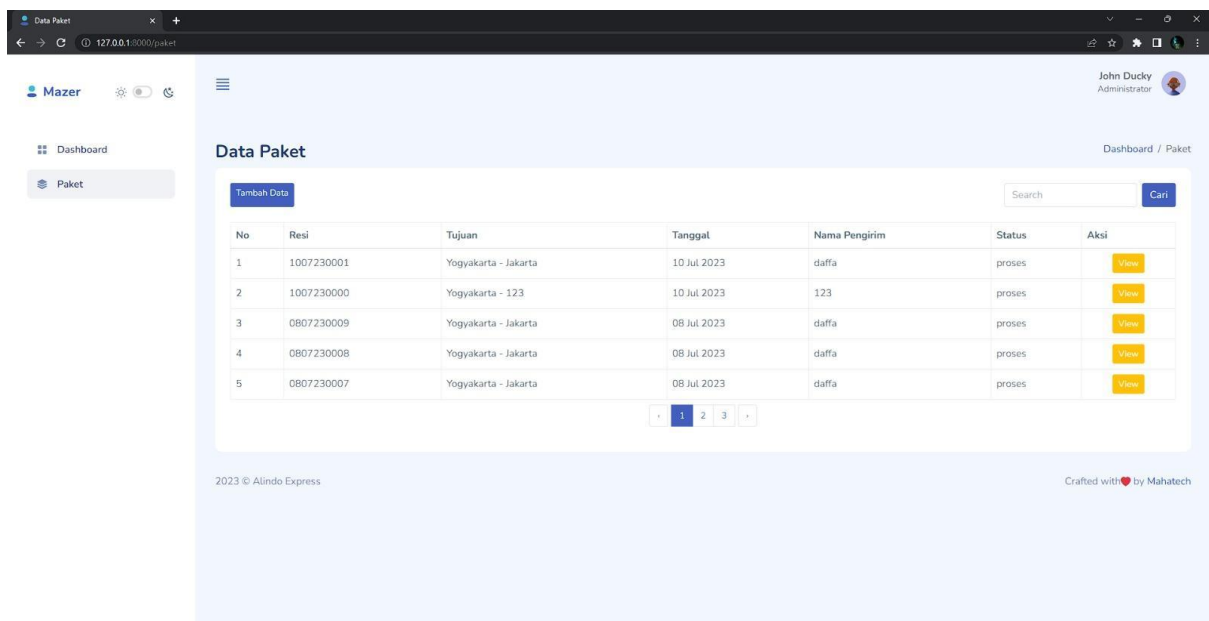 Data Paket
127.0.0.1:8000/paket
Mazer
John Ducky
Administrator
Dashboard
Paket
Data Paket
Dashboard / Paket
Tambah Data
Search
Cari
No Resi Tujuan Tanggal Nama Pengirim Status Aksi
1 1007230001 Yogyakarta - Jakarta 10 Jul 2023 daffa proses View
2 1007230000 Yogyakarta - 123 10 Jul 2023 123 proses View
3 0807230009 Yogyakarta - Jakarta 08 Jul 2023 daffa proses View
4 0807230008 Yogyakarta - Jakarta 08 Jul 2023 daffa proses View
5 0807230007 Yogyakarta - Jakarta 08 Jul 2023 daffa proses View
‹ 1 2 3 ›
2023 © Alindo Express
Crafted with❤ by Mahatech